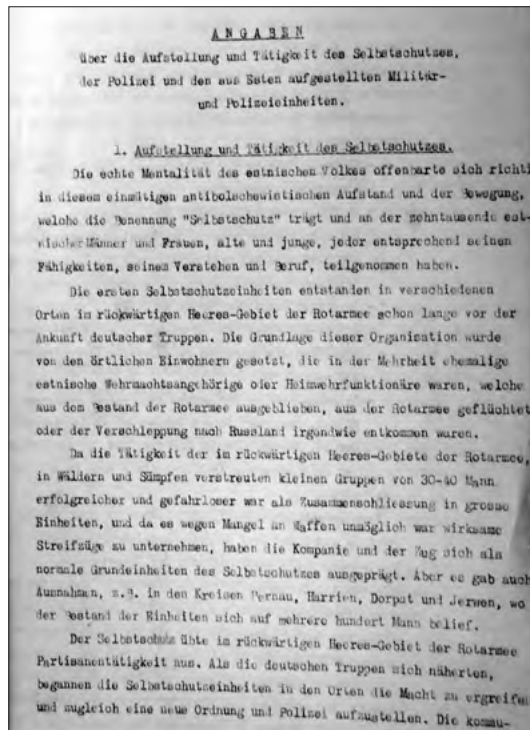 ANGABEN
über die Aufstellung und Tätigkeit des Selbstschutzes,
der Polizei und den aus Esten aufgestellten Militär-
und Polizeieinheiten.
1. Aufstellung und Tätigkeit des Selbstschutzes.
Die echte Mentalität des estnischen Volkes offenbarte sich richti
in diesem einmütigen antibolschewistischen Aufstand und der Bewegung,
welche die Benennung "Selbstschutz" trägt und an der zehntausende est-
nischer Männer und Frauen, alte und junge, jeder entsprechend seinen
Fähigkeiten, seinem Verstehen und Beruf, teilgenommen haben.
Die ersten Selbstschutzeinheiten entstanden in verschiedenen
Orten im rückwärtigen Heeres-Gebiet der Rotarmee schon lange vor der
Ankunft deutscher Truppen. Die Grundlage dieser Organisation wurde
von den örtlichen Einwohnern gesetzt, die in der Mehrheit ehemalige
estnische Wehrmachtsangehörige oder Heimwehrfunktionäre waren, welche
aus dem Bestand der Rotarmee ausgeblieben, aus der Rotarmee geflüchtet
oder der Verschleppung nach Russland irgendwie entkommen waren.
Da die Tätigkeit der im rückwärtigen Heeres-Gebiete der Rotarmee,
in Wäldern und Sümpfen verstreuten kleinen Gruppen von 30-40 Mann
erfolgreicher und gefahrloser war als Zusammenschliessung in grosse
Einheiten, und da es wegen Mangel an Waffen unmöglich war wirksame
Streifzüge zu unternehmen, haben die Kompanie und der Zug sich als
normale Grundeinheiten des Selbstschutzes ausgeprägt. Aber es gab auch
Ausnahmen, z.B. in den Kreisen Pernau, Harrien, Dorpat und Jerwen, wo
der Bestand der Einheiten sich auf mehrere hundert Mann belief.
Der Selbstschutz übte im rückwärtigen Heeres-Gebiet der Rotarmee
Partisanentätigkeit aus. Als die deutschen Truppen sich näherten,
begannen die Selbstschutzeinheiten in den Orten die Macht zu ergreifen
und zugleich eine neue Ordnung und Polizei aufzustellen. Die kommu-